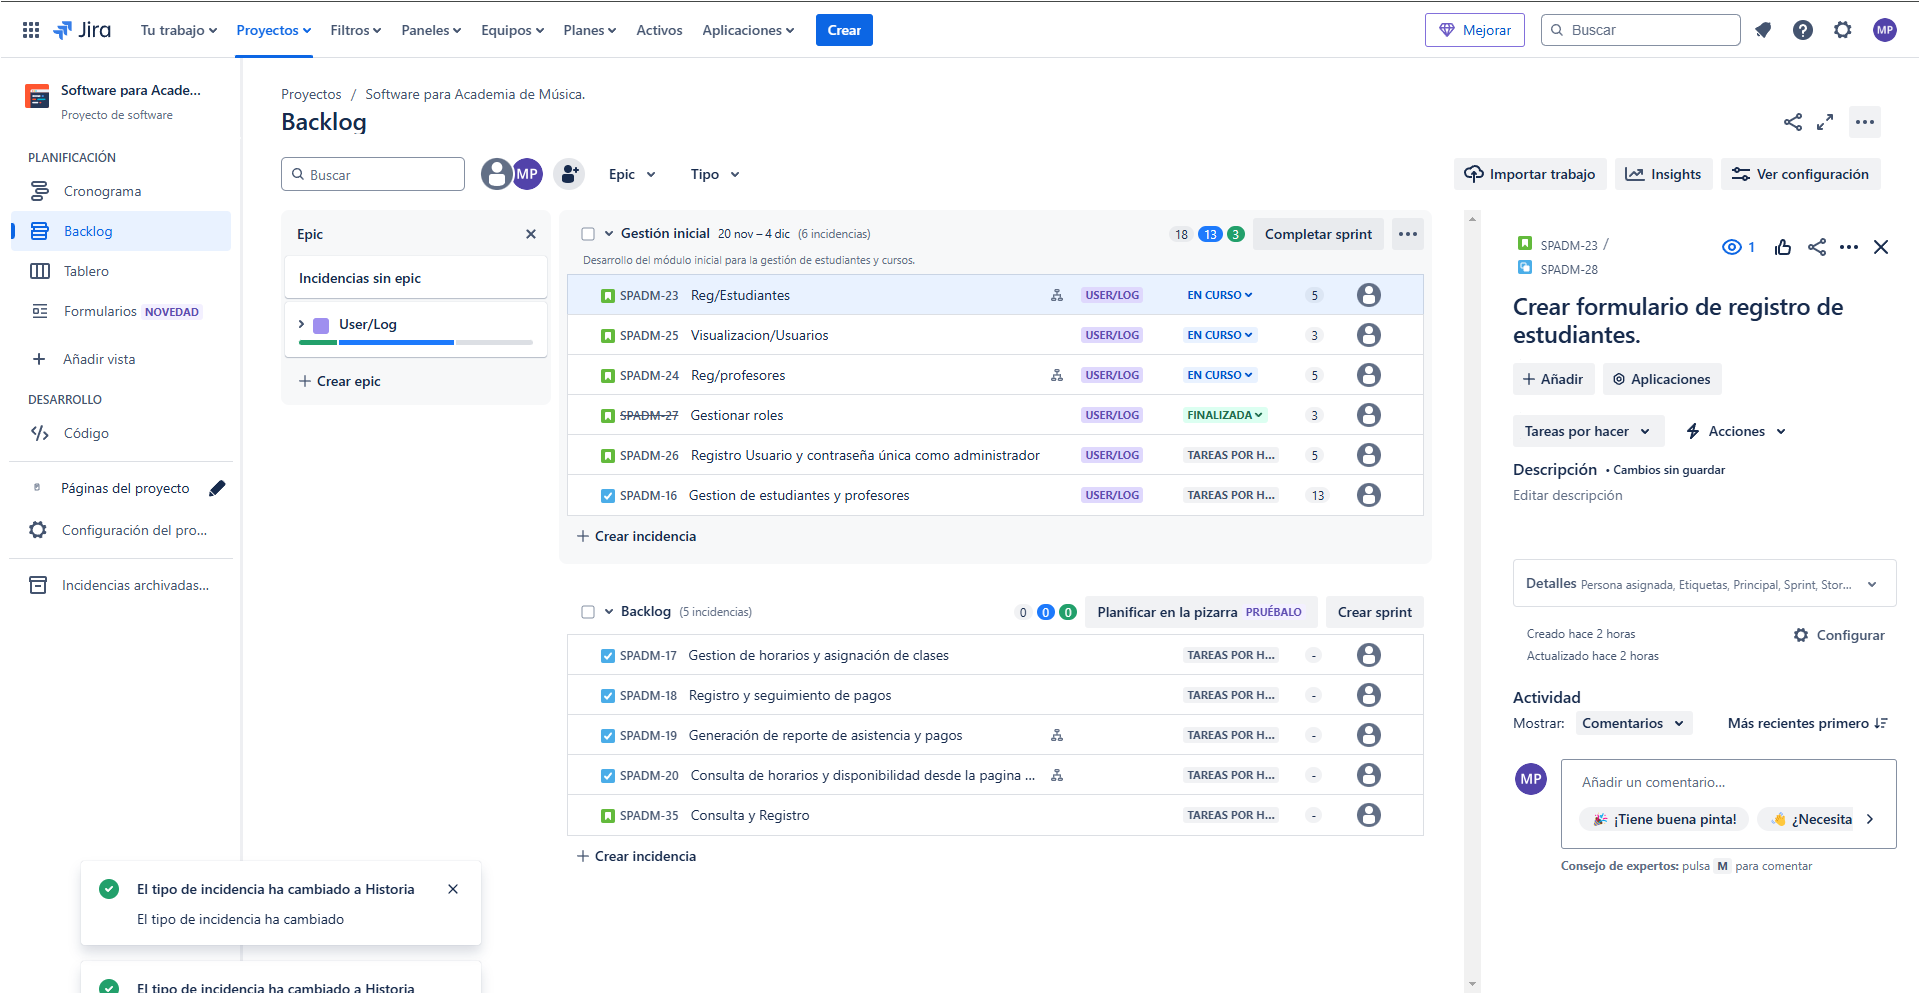 Jira
Tu trabajo
Proyectos
Filtros
Paneles
Equipos
Planes
Activos
Aplicaciones
Crear
Mejorar
Buscar
MP
Software para Acade...
Proyecto de software
PLANIFICACIÓN
Cronograma
Backlog
Tablero
Formularios NOVEDAD
Añadir vista
DESARROLLO
Código
Páginas del proyecto
Configuración del pro...
Incidencias archivadas...
Proyectos / Software para Academia de Música.
Backlog
Buscar
MP
Epic
Tipo
Importar trabajo
Insights
Ver configuración
Epic
Incidencias sin epic
User/Log
+ Crear epic
Gestión inicial 20 nov – 4 dic (6 incidencias) 18 13 3 Completar sprint
Desarrollo del módulo inicial para la gestión de estudiantes y cursos.
SPADM-23 Reg/Estudiantes USER/LOG EN CURSO 5
SPADM-25 Visualizacion/Usuarios USER/LOG EN CURSO 3
SPADM-24 Reg/profesores USER/LOG EN CURSO 5
SPADM-27 Gestionar roles USER/LOG FINALIZADA 3
SPADM-26 Registro Usuario y contraseña única como administrador USER/LOG TAREAS POR H... 5
SPADM-16 Gestion de estudiantes y profesores USER/LOG TAREAS POR H... 13
+ Crear incidencia
Backlog (5 incidencias) 0 0 0 Planificar en la pizarra PRUÉBALO Crear sprint
SPADM-17 Gestion de horarios y asignación de clases TAREAS POR H... -
SPADM-18 Registro y seguimiento de pagos TAREAS POR H... -
SPADM-19 Generación de reporte de asistencia y pagos TAREAS POR H... -
SPADM-20 Consulta de horarios y disponibilidad desde la pagina ... TAREAS POR H... -
SPADM-35 Consulta y Registro TAREAS POR H... -
+ Crear incidencia
SPADM-23 /
SPADM-28
1
Crear formulario de registro de
estudiantes.
+ Añadir
Aplicaciones
Tareas por hacer
Acciones
Descripción • Cambios sin guardar
Editar descripción
Detalles Persona asignada, Etiquetas, Principal, Sprint, Stor...
Creado hace 2 horas
Configurar
Actualizado hace 2 horas
Actividad
Mostrar: Comentarios
Más recientes primero
MP
Añadir un comentario...
🎉 ¡Tiene buena pinta!
👋 ¿Necesita
Consejo de expertos: pulsa M para comentar
El tipo de incidencia ha cambiado a Historia
El tipo de incidencia ha cambiado
El tipo de incidencia ha cambiado a Historia